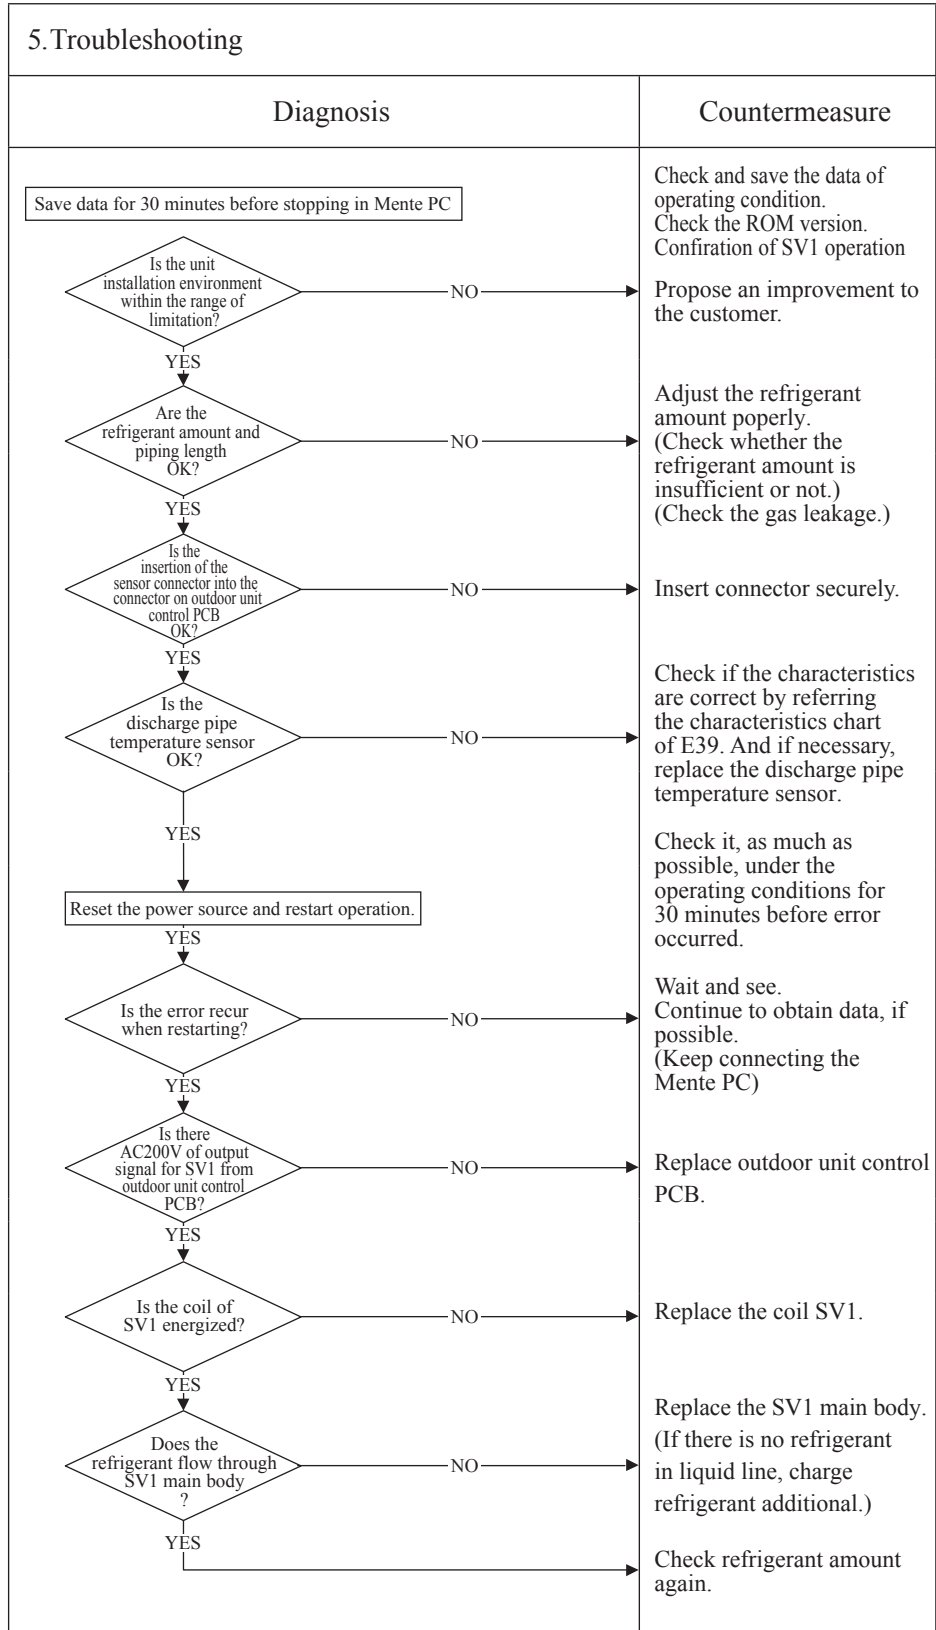 5.Troubleshooting
Diagnosis
Countermeasure
Save data for 30 minutes before stopping in Mente PC
Check and save the data of
operating condition.
Check the ROM version.
Confiration of SV1 operation
Is the unit
installation environment
within the range of
limitation?
NO
Propose an improvement to
the customer.
YES
Are the
refrigerant amount and
piping length
OK?
NO
Adjust the refrigerant
amount poperly.
(Check whether the
refrigerant amount is
insufficient or not.)
(Check the gas leakage.)
YES
Is the
insertion of the
sensor connector into the
connector on outdoor unit
control PCB
OK?
NO
Insert connector securely.
YES
Is the
discharge pipe
temperature sensor
OK?
NO
Check if the characteristics
are correct by referring
the characteristics chart
of E39. And if necessary,
replace the discharge pipe
temperature sensor.
YES
Reset the power source and restart operation.
Check it, as much as
possible, under the
operating conditions for
30 minutes before error
occurred.
YES
Is the error recur
when restarting?
NO
Wait and see.
Continue to obtain data, if
possible.
(Keep connecting the
Mente PC)
YES
Is there
AC200V of output
signal for SV1 from
outdoor unit control
PCB?
NO
Replace outdoor unit control
PCB.
YES
Is the coil of
SV1 energized?
NO
Replace the coil SV1.
YES
Does the
refrigerant flow through
SV1 main body
?
NO
Replace the SV1 main body.
(If there is no refrigerant
in liquid line, charge
refrigerant additional.)
YES
Check refrigerant amount
again.